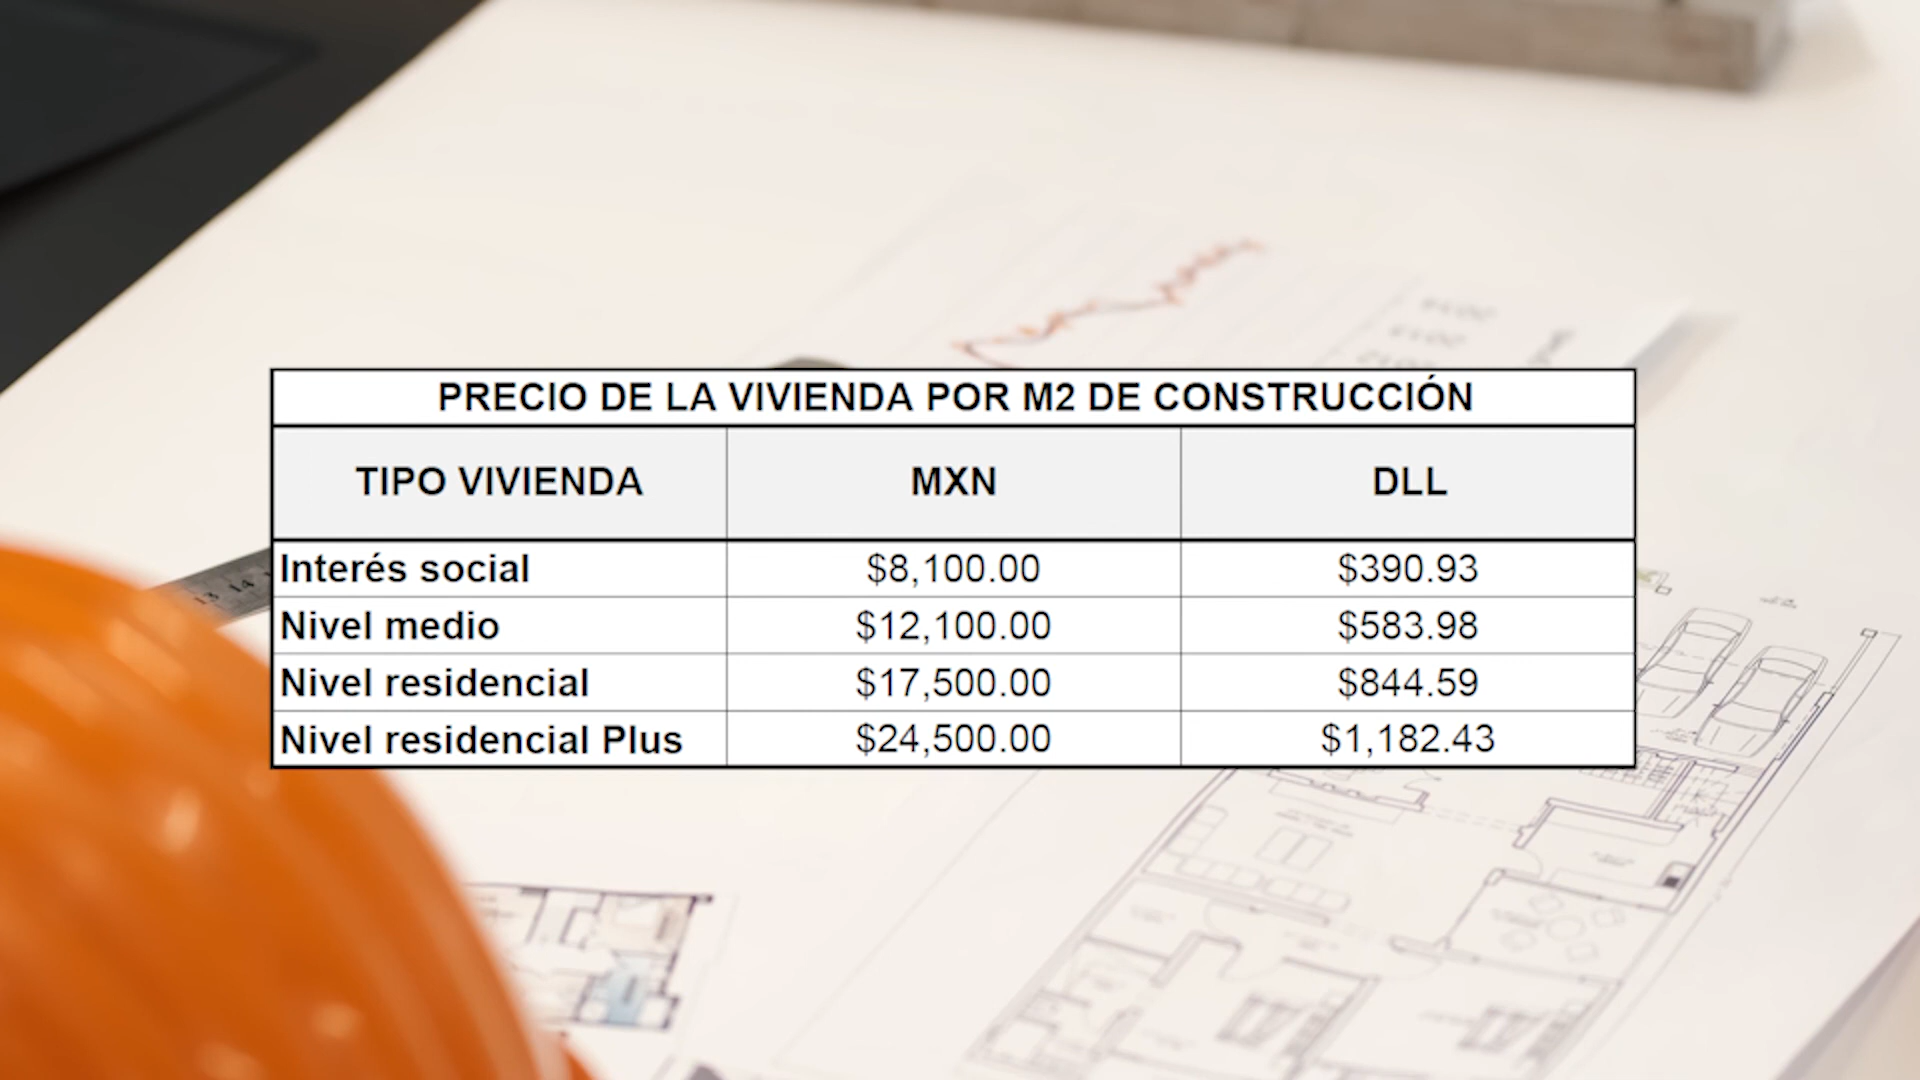 PRECIO DE LA VIVIENDA POR M2 DE CONSTRUCCIÓN
TIPO VIVIENDA MXN DLL
Interés social $8,100.00 $390.93
Nivel medio $12,100.00 $583.98
Nivel residencial $17,500.00 $844.59
Nivel residencial Plus $24,500.00 $1,182.43
13 14